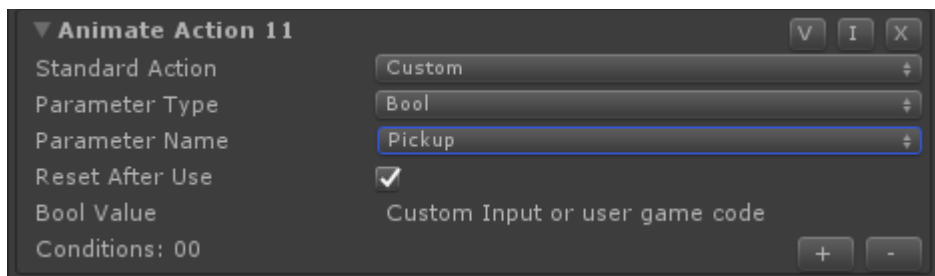 Animate Action 11 V I X
Standard Action Custom
Parameter Type Bool
Parameter Name Pickup
Reset After Use
Bool Value Custom Input or user game code
Conditions: 00 + -